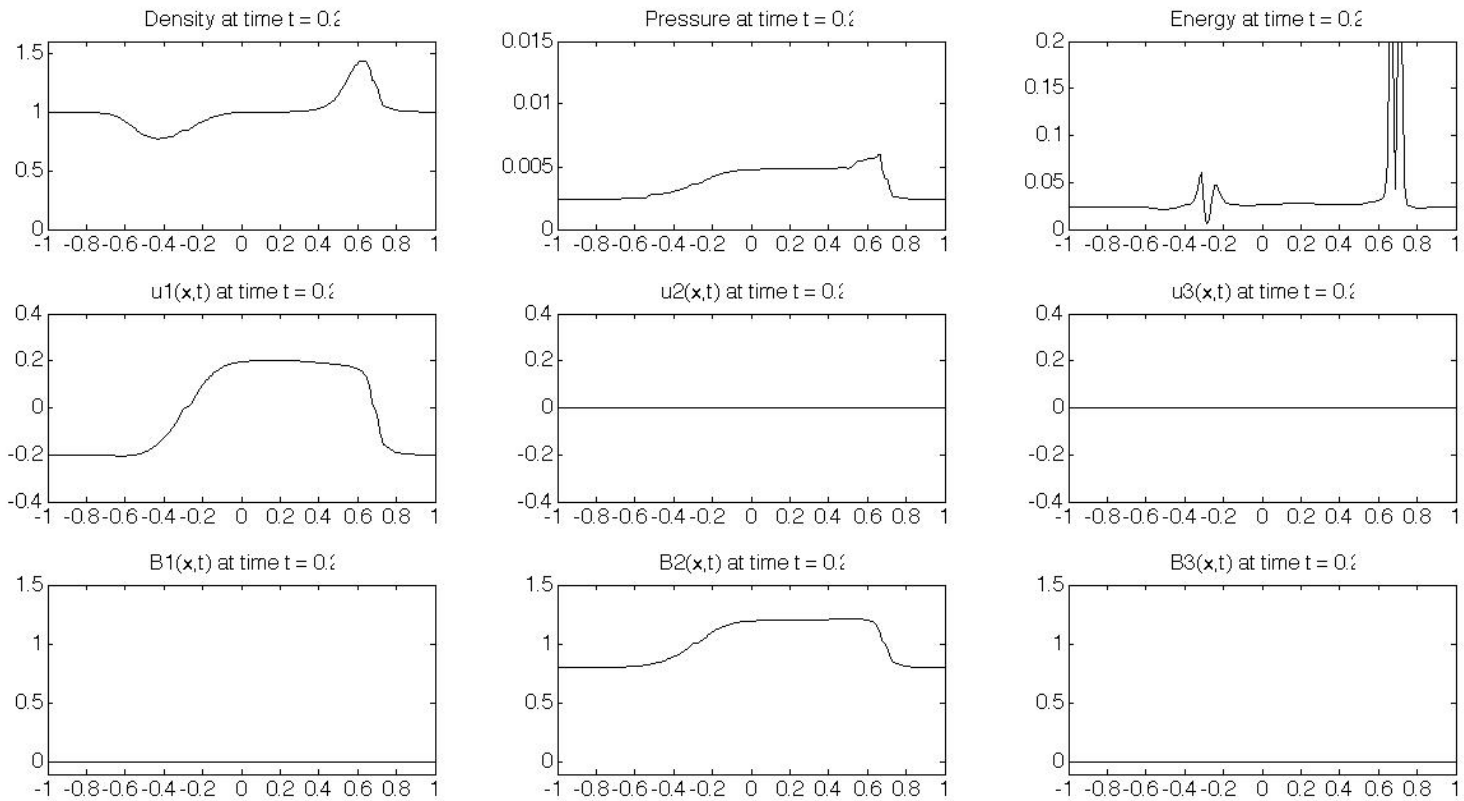 Density at time t = 0.2
1.5
1
0.5
0
-1 -0.8 -0.6 -0.4 -0.2 0 0.2 0.4 0.6 0.8 1
Pressure at time t = 0.2
0.015
0.01
0.005
0
-1 -0.8 -0.6 -0.4 -0.2 0 0.2 0.4 0.6 0.8 1
Energy at time t = 0.2
0.2
0.15
0.1
0.05
0
-1 -0.8 -0.6 -0.4 -0.2 0 0.2 0.4 0.6 0.8 1
u1(x,t) at time t = 0.2
0.4
0.2
0
-0.2
-0.4
-1 -0.8 -0.6 -0.4 -0.2 0 0.2 0.4 0.6 0.8 1
u2(x,t) at time t = 0.2
0.4
0.2
0
-0.2
-0.4
-1 -0.8 -0.6 -0.4 -0.2 0 0.2 0.4 0.6 0.8 1
u3(x,t) at time t = 0.2
0.4
0.2
0
-0.2
-0.4
-1 -0.8 -0.6 -0.4 -0.2 0 0.2 0.4 0.6 0.8 1
B1(x,t) at time t = 0.2
1.5
1
0.5
0
-1 -0.8 -0.6 -0.4 -0.2 0 0.2 0.4 0.6 0.8 1
B2(x,t) at time t = 0.2
1.5
1
0.5
0
-1 -0.8 -0.6 -0.4 -0.2 0 0.2 0.4 0.6 0.8 1
B3(x,t) at time t = 0.2
1.5
1
0.5
0
-1 -0.8 -0.6 -0.4 -0.2 0 0.2 0.4 0.6 0.8 1